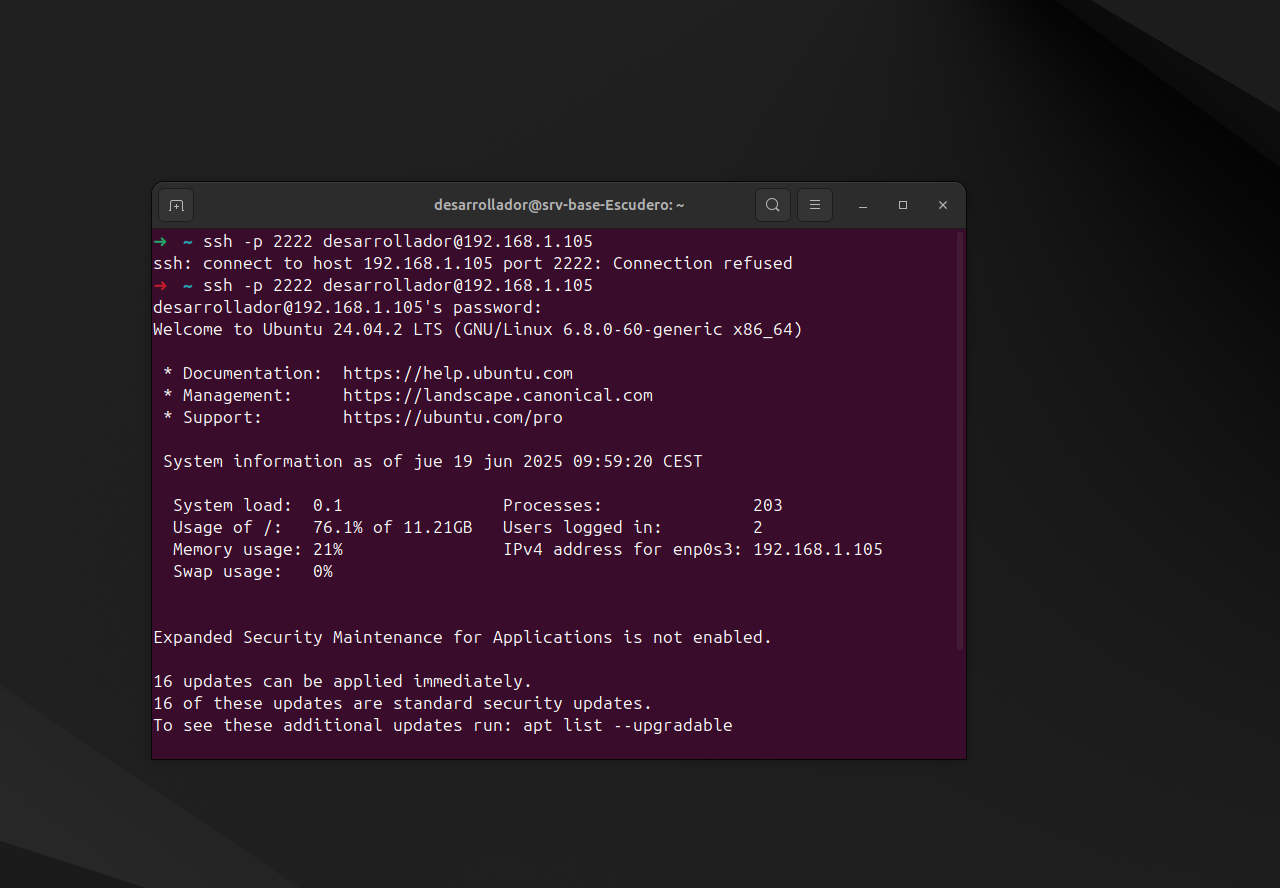 desarrollador@srv-base-Escudero: ~
➜  ~ ssh -p 2222 desarrollador@192.168.1.105
ssh: connect to host 192.168.1.105 port 2222: Connection refused
➜  ~ ssh -p 2222 desarrollador@192.168.1.105
desarrollador@192.168.1.105's password:
Welcome to Ubuntu 24.04.2 LTS (GNU/Linux 6.8.0-60-generic x86_64)

 * Documentation:  https://help.ubuntu.com
 * Management:     https://landscape.canonical.com
 * Support:        https://ubuntu.com/pro

 System information as of jue 19 jun 2025 09:59:20 CEST

  System load:  0.1                Processes:               203
  Usage of /:   76.1% of 11.21GB   Users logged in:         2
  Memory usage: 21%                IPv4 address for enp0s3: 192.168.1.105
  Swap usage:   0%

Expanded Security Maintenance for Applications is not enabled.

16 updates can be applied immediately.
16 of these updates are standard security updates.
To see these additional updates run: apt list --upgradable